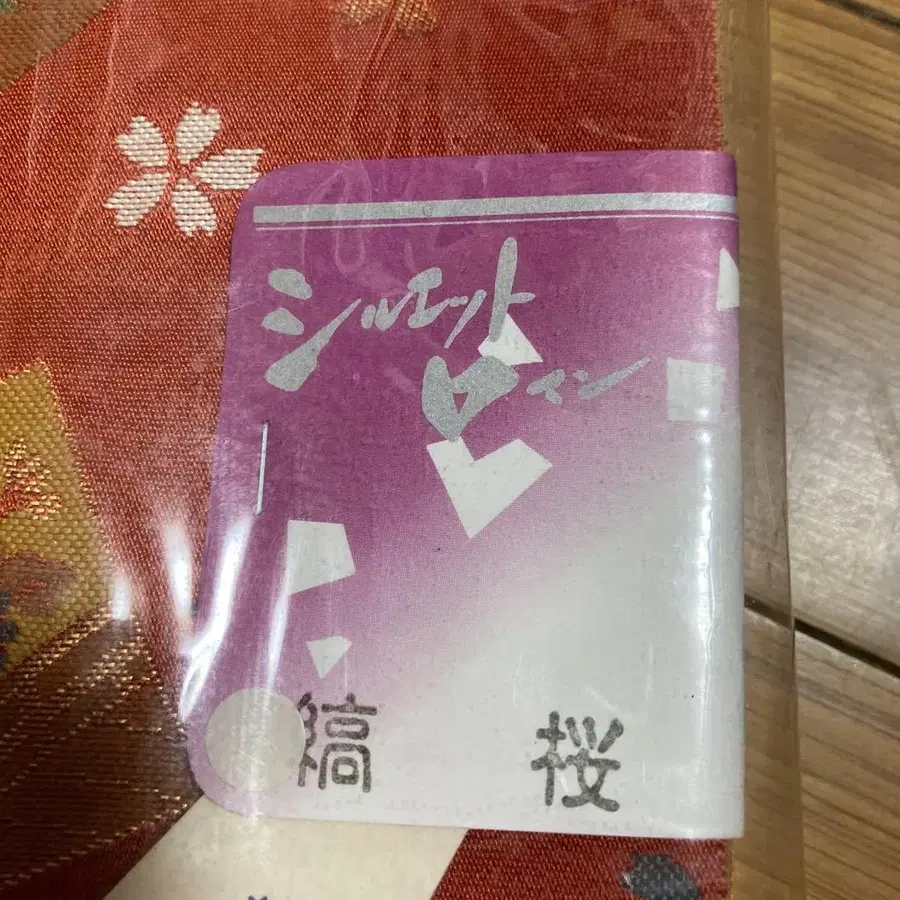 シルエット
ロマン
縞 桜